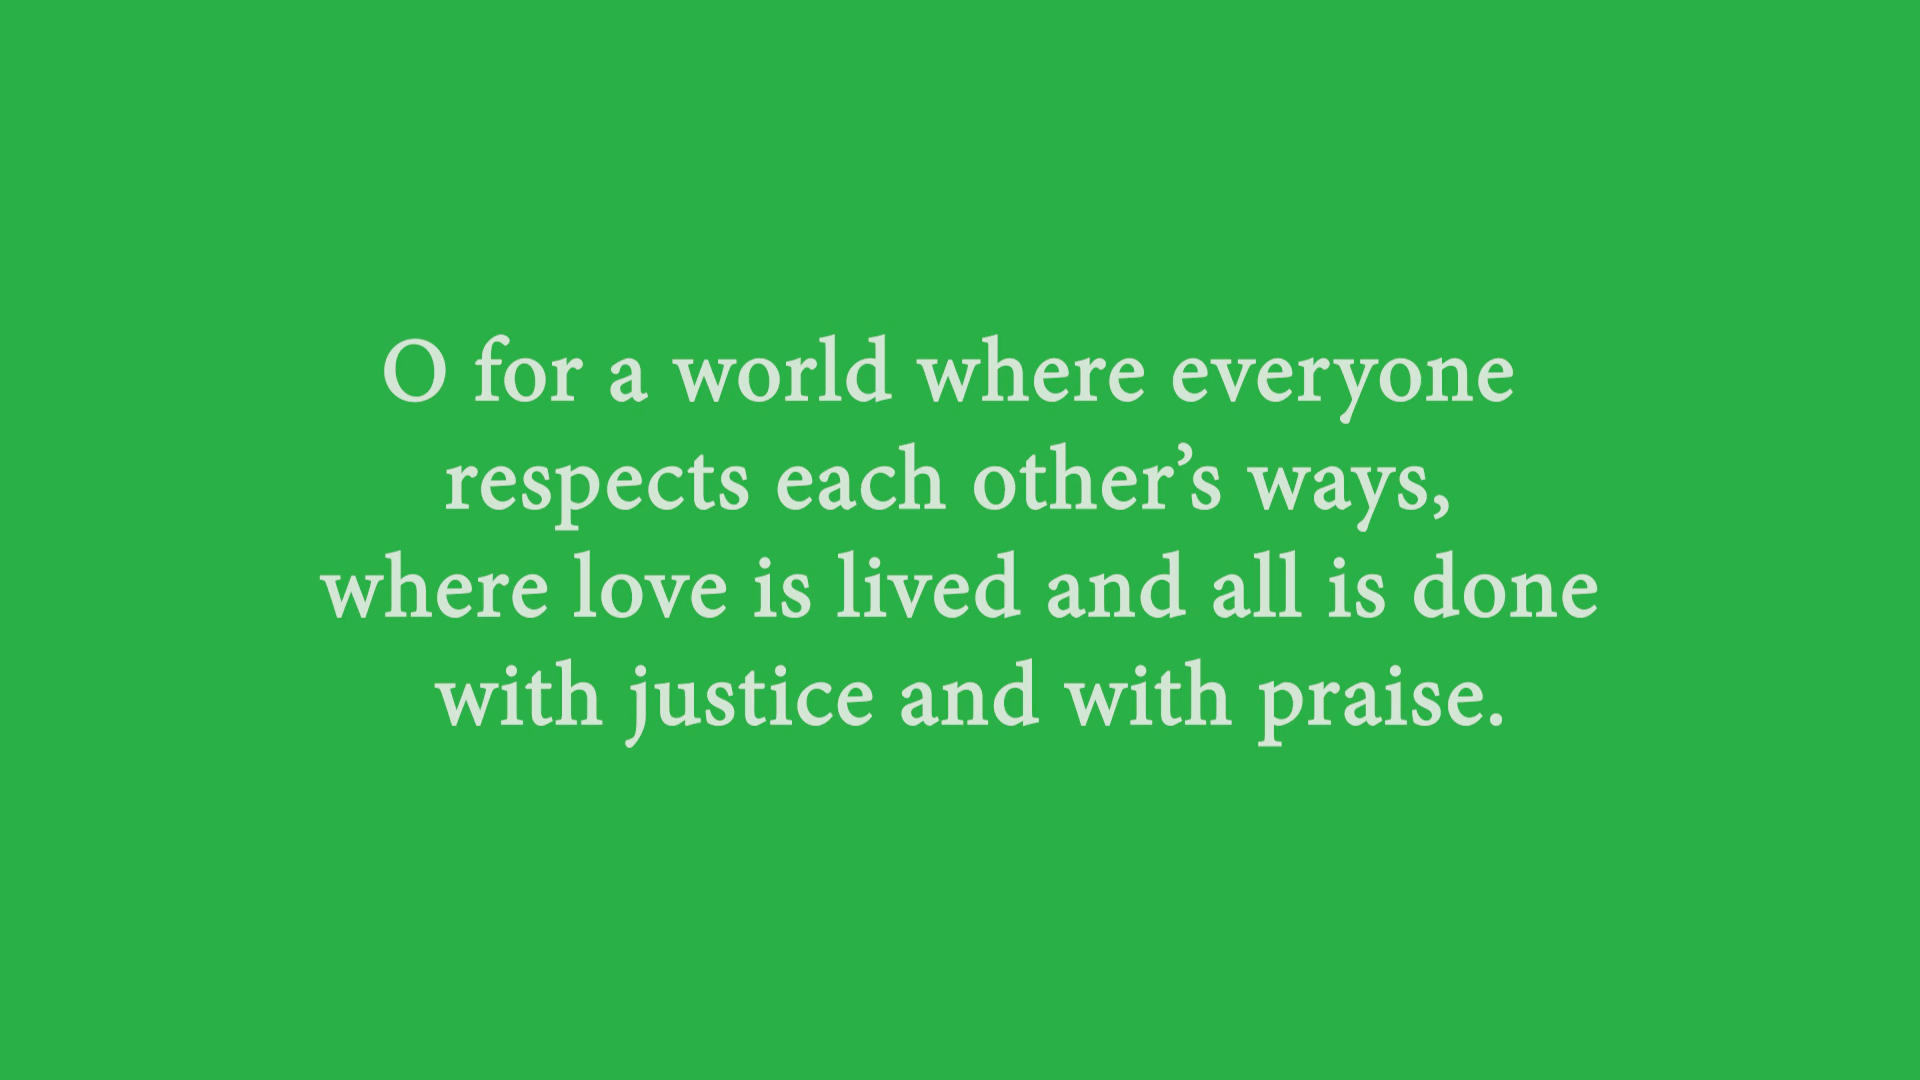 O for a world where everyone
respects each other’s ways,
where love is lived and all is done
with justice and with praise.